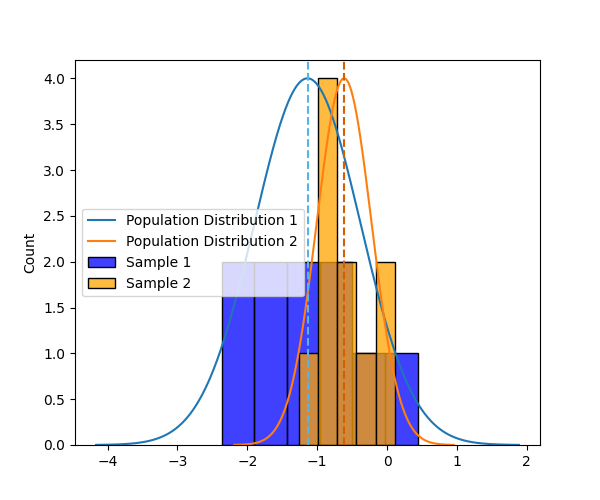 4.0
3.5
3.0
2.5
2.0
1.5
1.0
0.5
0.0
Count
Population Distribution 1
Population Distribution 2
Sample 1
Sample 2
−4 −3 −2 −1 0 1 2